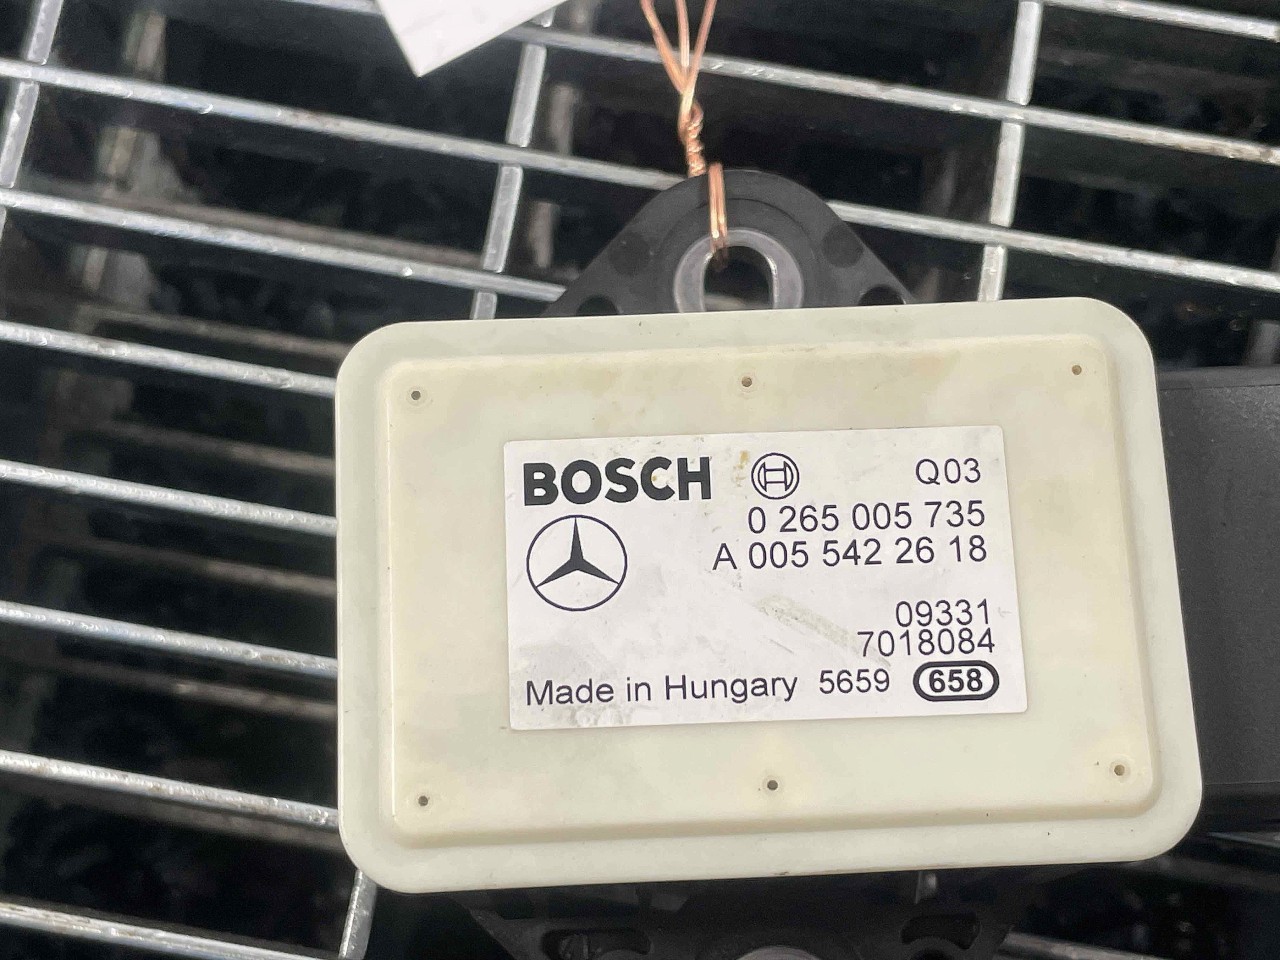 BOSCH Q03
0 265 005 735
A 005 542 26 18
09331
7018084
Made in Hungary 5659 658